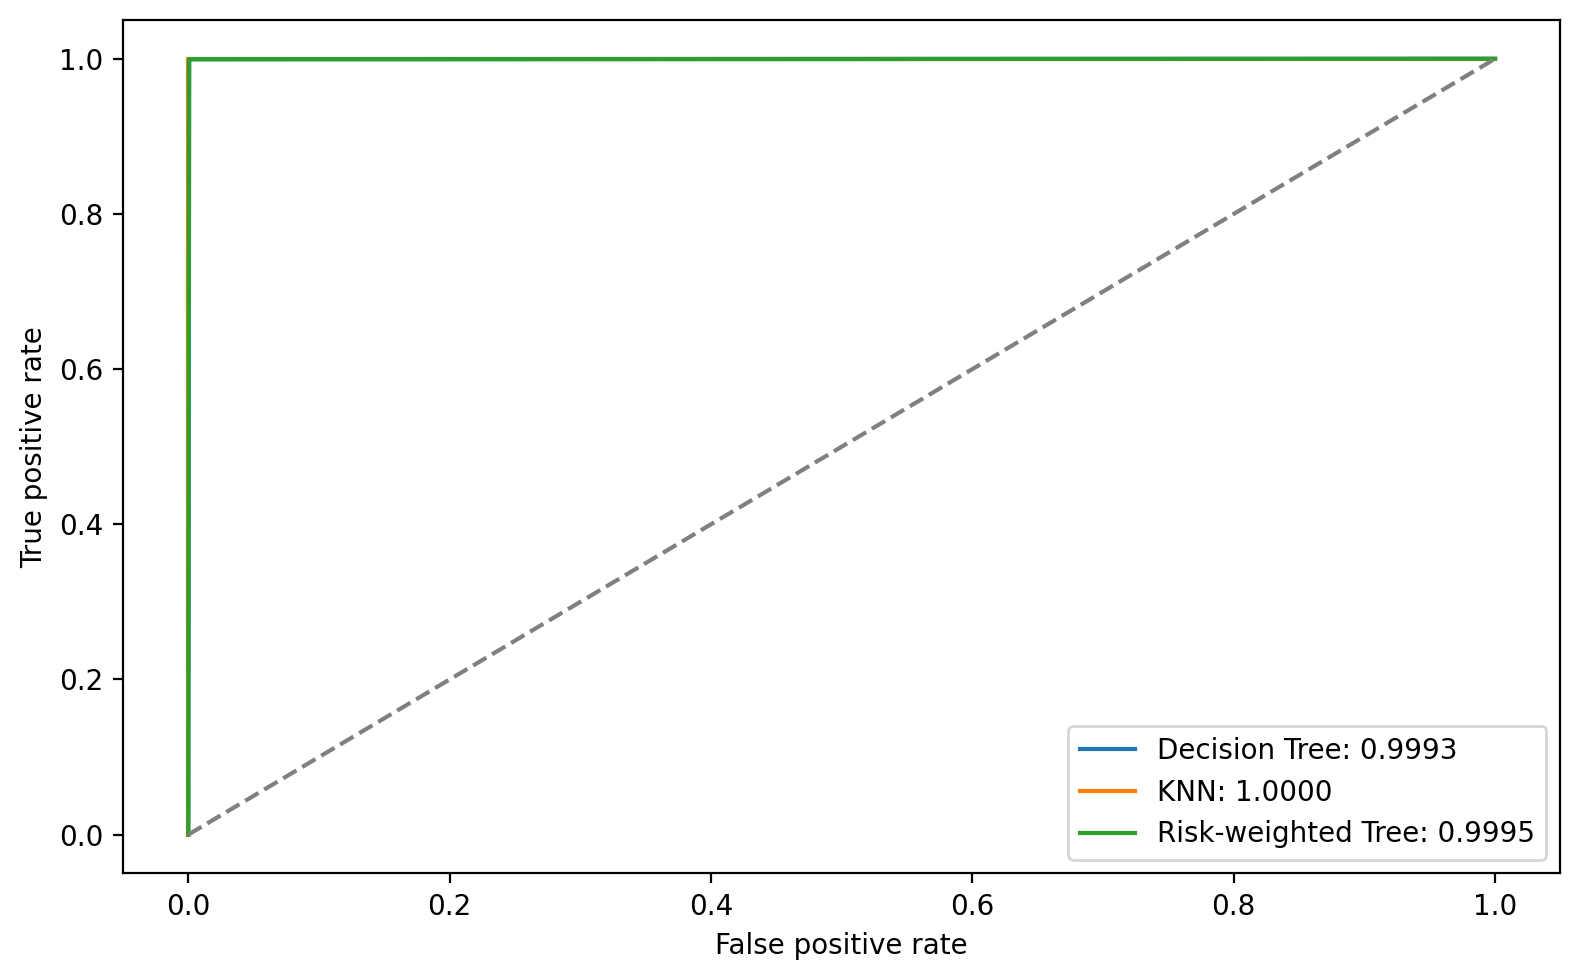 1.0
0.8
0.6
0.4
0.2
0.0
True positive rate
Decision Tree: 0.9993
KNN: 1.0000
Risk-weighted Tree: 0.9995
0.0 0.2 0.4 0.6 0.8 1.0
False positive rate